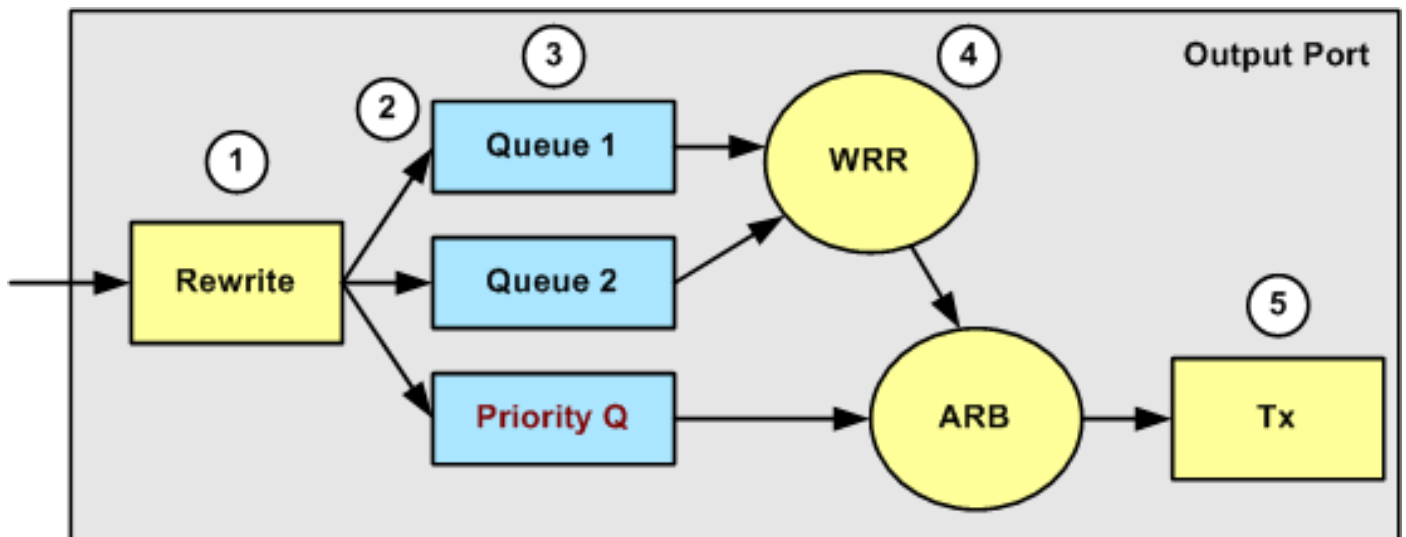 3
4
Output Port
2
1
Queue 1
WRR
Rewrite
Queue 2
5
Priority Q
ARB
Tx